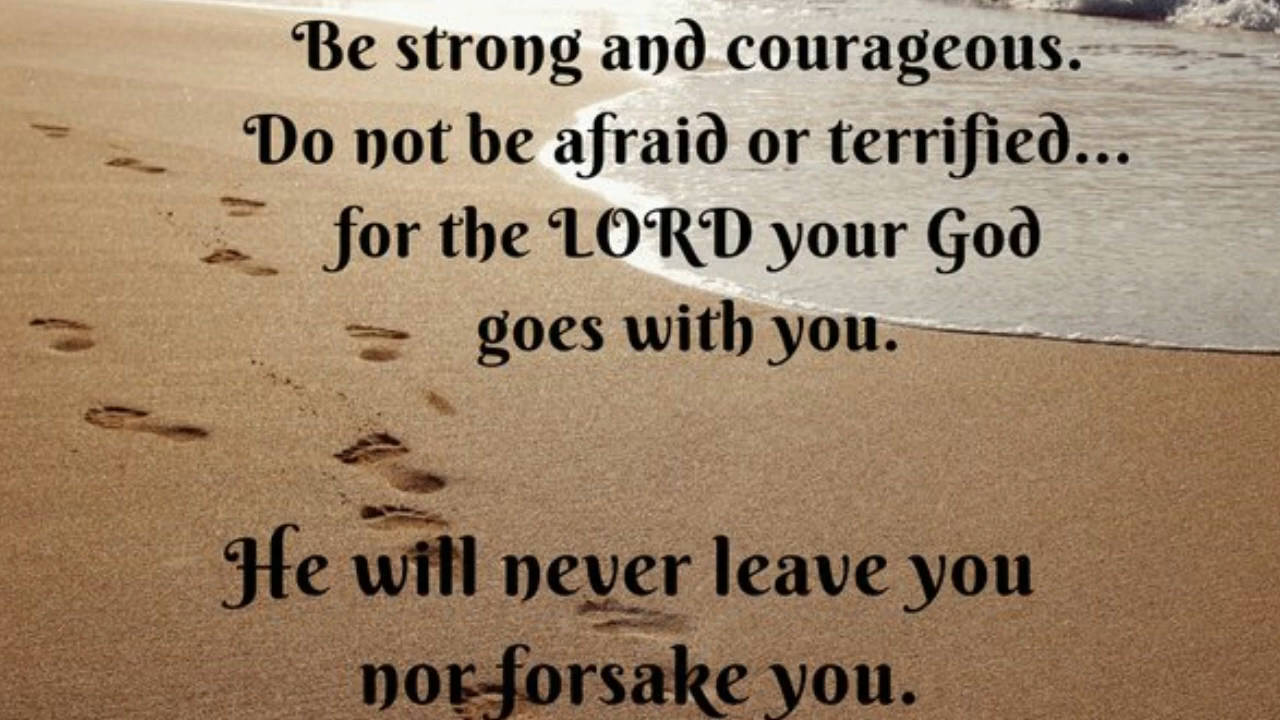 Be strong and courageous.
Do not be afraid or terrified...
for the LORD your God
goes with you.
He will never leave you
nor forsake you.